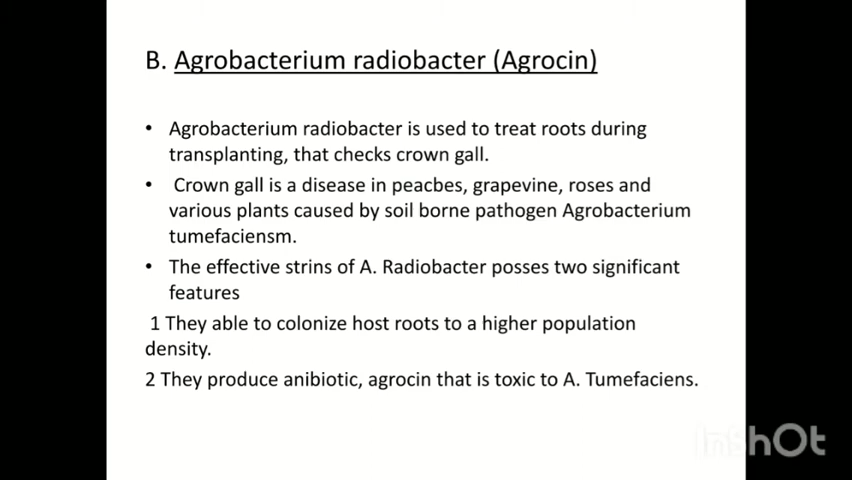 B. Agrobacterium radiobacter (Agrocin)
• Agrobacterium radiobacter is used to treat roots during
transplanting, that checks crown gall.
• Crown gall is a disease in peacbes, grapevine, roses and
various plants caused by soil borne pathogen Agrobacterium
tumefaciensm.
• The effective strins of A. Radiobacter posses two significant
features
1 They able to colonize host roots to a higher population
density.
2 They produce anibiotic, agrocin that is toxic to A. Tumefaciens.
InShOt